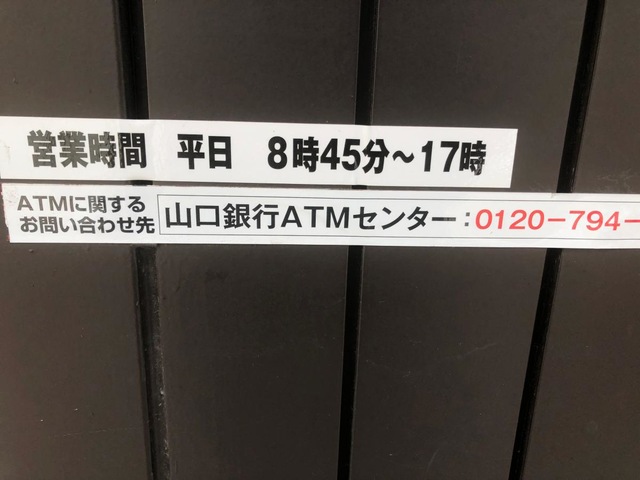 営業時間 平日 8時45分～17時
ATMに関する
お問い合わせ先
山口銀行ATMセンター:0120-794-